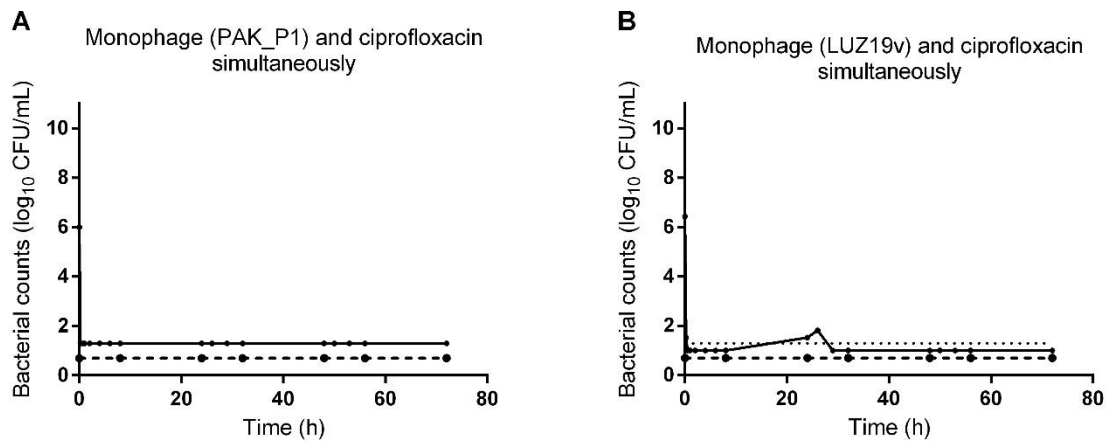 A
Monophage (PAK_P1) and ciprofloxacin
simultaneously
Bacterial counts (log10 CFU/mL)
10
8
6
4
2
0
0 20 40 60 80
Time (h)
B
Monophage (LUZ19v) and ciprofloxacin
simultaneously
Bacterial counts (log10 CFU/mL)
10
8
6
4
2
0
0 20 40 60 80
Time (h)